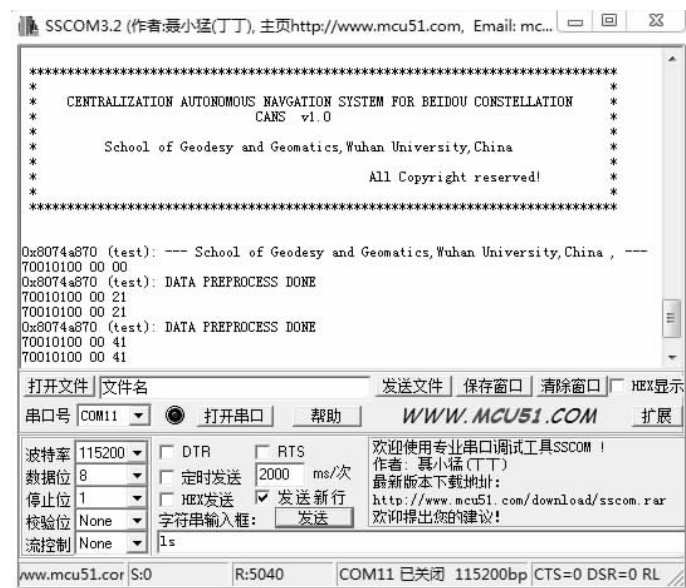 SSCOM3.2 (作者:聂小猛(丁丁), 主页http://www.mcu51.com, Email: mc...
*****************************************************************************
*
*
* CENTRALIZATION AUTONOMOUS NAVGATION SYSTEM FOR BEIDOU CONSTELLATION *
* CANS v1.0 *
* *
* School of Geodesy and Geomatics,Wuhan University,China *
* *
* All Copyright reserved! *
* *
*****************************************************************************
0x8074a870 (test): --- School of Geodesy and Geomatics,Wuhan University,China , ---
70010100 00 00
0x8074a870 (test): DATA PREPROCESS DONE
70010100 00 21
70010100 00 21
0x8074a870 (test): DATA PREPROCESS DONE
70010100 00 41
70010100 00 41
打开文件 文件名 发送文件 保存窗口 清除窗口 HEX显示
串口号 COM11 打开串口 帮助 WWW.MCU51.COM 扩展
波特率 115200 DTR RTS
数据位 8 定时发送 2000 ms/次
停止位 1 HEX发送 发送新行
校验位 None 字符串输入框: 发送
流控制 None ls
欢迎使用专业串口调试工具SSCOM !
作者: 聂小猛(丁丁)
最新版本下载地址:
http://www.mcu51.com/download/sscom.rar
欢迎提出您的建议!
www.mcu51.cor S:0 R:5040 COM11 已关闭 115200bp CTS=0 DSR=0 RL